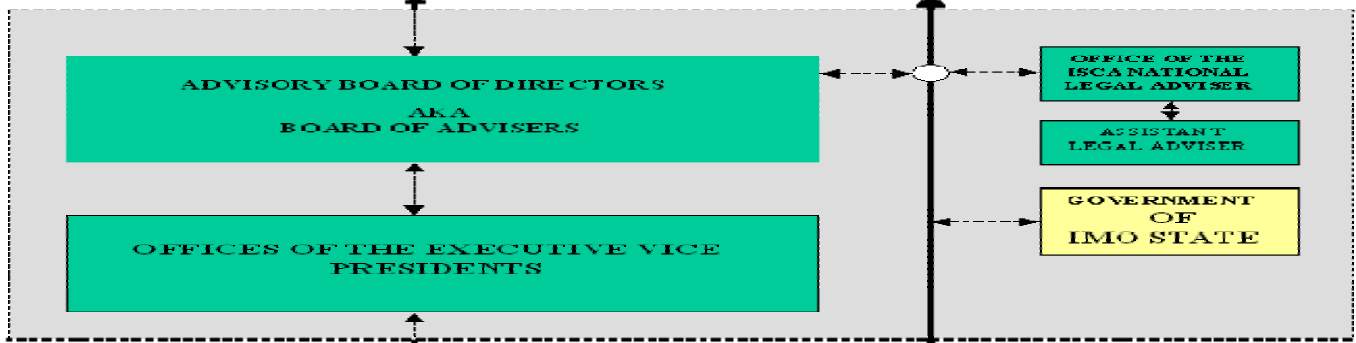 ADVISORY BOARD OF DIRECTORS
AKA
BOARD OF ADVISERS
OFFICES OF THE EXECUTIVE VICE
PRESIDENTS
OFFICE OF THE
ISCA NATIONAL
LEGAL ADVISER
ASSISTANT
LEGAL ADVISER
GOVERNMENT
OF
IMO STATE